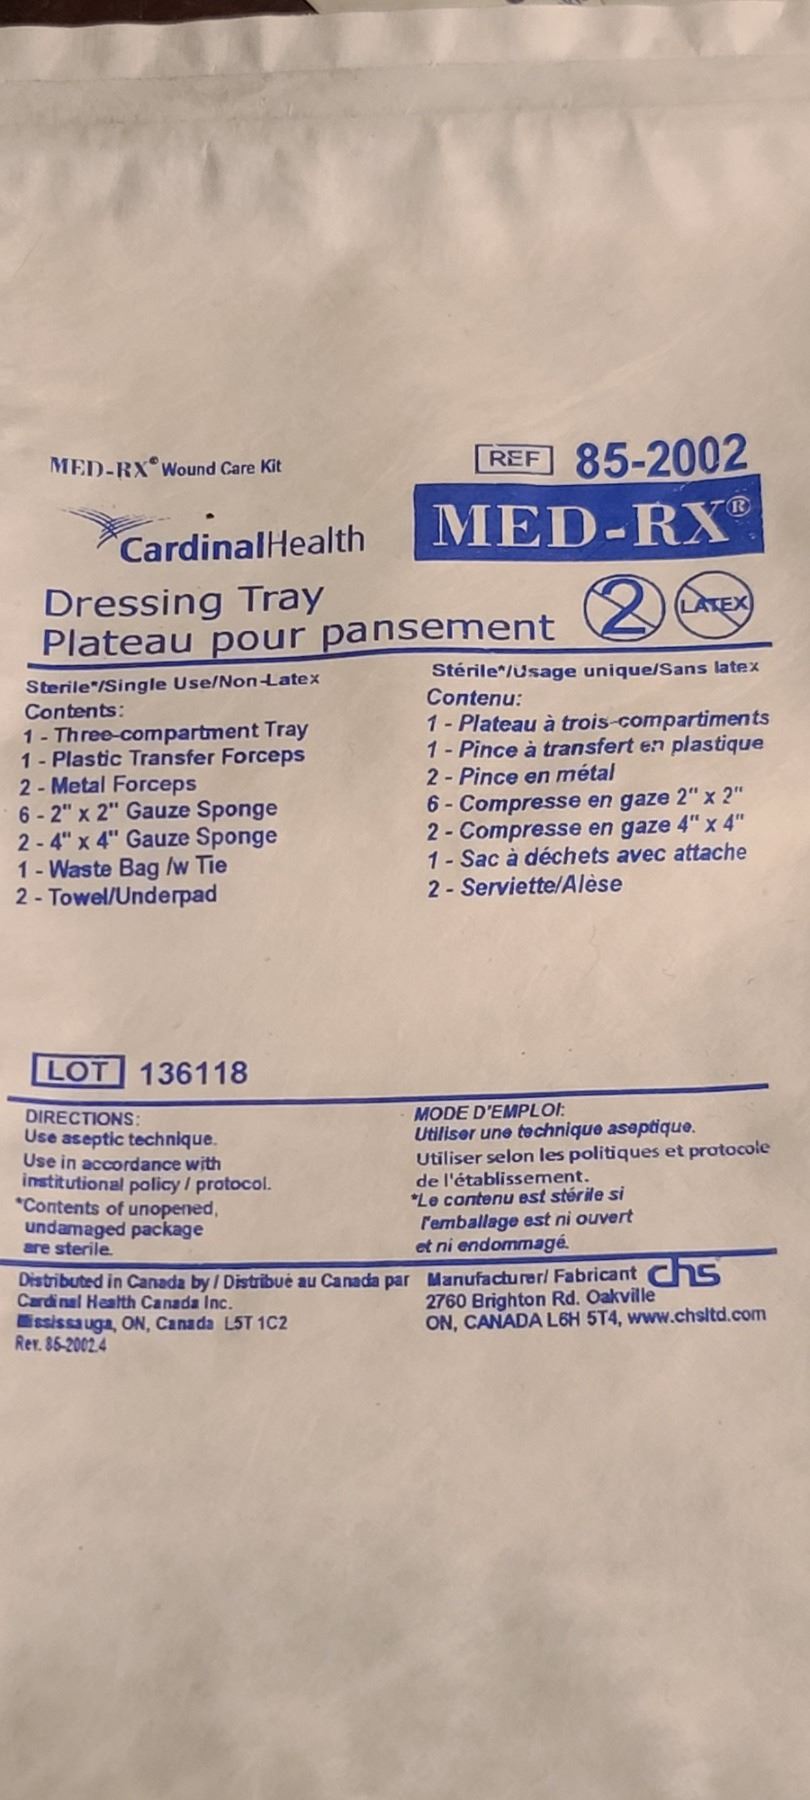 MED-RX® Wound Care Kit
REF 85-2002
CardinalHealth
MED-RX®
Dressing Tray
Plateau pour pansement
2 LATEX
Sterile*/Single Use/Non-Latex
Contents:
1 - Three-compartment Tray
1 - Plastic Transfer Forceps
2 - Metal Forceps
6 - 2" x 2" Gauze Sponge
2 - 4" x 4" Gauze Sponge
1 - Waste Bag /w Tie
2 - Towel/Underpad
Stérile*/Usage unique/Sans latex
Contenu:
1 - Plateau à trois-compartiments
1 - Pince à transfert en plastique
2 - Pince en métal
6 - Compresse en gaze 2" x 2"
2 - Compresse en gaze 4" x 4"
1 - Sac à déchets avec attache
2 - Serviette/Alèse
LOT 136118
DIRECTIONS:
Use aseptic technique.
Use in accordance with
institutional policy / protocol.
*Contents of unopened,
undamaged package
are sterile.
MODE D'EMPLOI:
Utiliser une technique aseptique.
Utiliser selon les politiques et protocole
de l'établissement.
*Le contenu est stérile si
l'emballage est ni ouvert
et ni endommagé.
Distributed in Canada by / Distribué au Canada par
Cardinal Health Canada Inc.
Mississauga, ON, Canada L5T 1C2
Rev. 85-2002.4
Manufacturer/ Fabricant chs
2760 Brighton Rd. Oakville
ON, CANADA L6H 5T4, www.chsltd.com